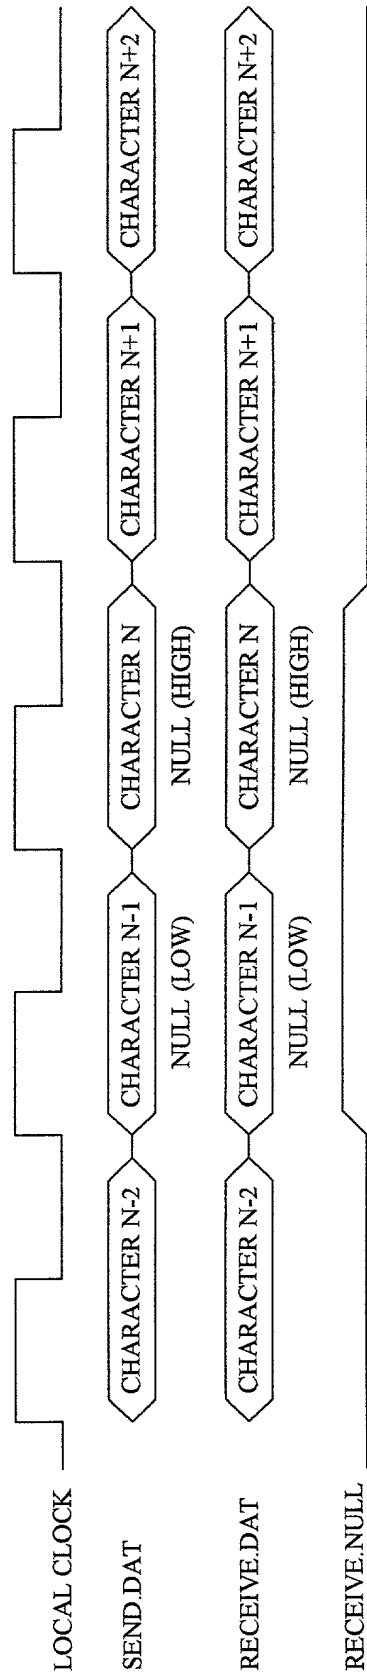 LOCAL CLOCK
SEND.DAT
CHARACTER N-2
CHARACTER N-1
CHARACTER N
CHARACTER N+1
CHARACTER N+2
NULL (LOW)
NULL (HIGH)
RECEIVE.DAT
CHARACTER N-2
CHARACTER N-1
CHARACTER N
CHARACTER N+1
CHARACTER N+2
NULL (LOW)
NULL (HIGH)
RECEIVE.NULL